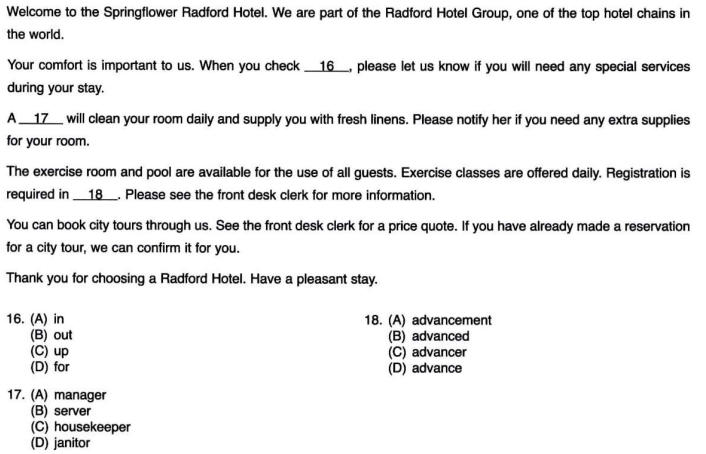 Welcome to the Springflower Radford Hotel. We are part of the Radford Hotel Group, one of the top hotel chains in
the world.
Your comfort is important to us. When you check __16__, please let us know if you will need any special services
during your stay.
A __17__ will clean your room daily and supply you with fresh linens. Please notify her if you need any extra supplies
for your room.
The exercise room and pool are available for the use of all guests. Exercise classes are offered daily. Registration is
required in __18__. Please see the front desk clerk for more information.
You can book city tours through us. See the front desk clerk for a price quote. If you have already made a reservation
for a city tour, we can confirm it for you.
Thank you for choosing a Radford Hotel. Have a pleasant stay.
16. (A) in
(B) out
(C) up
(D) for
17. (A) manager
(B) server
(C) housekeeper
(D) janitor
18. (A) advancement
(B) advanced
(C) advancer
(D) advance